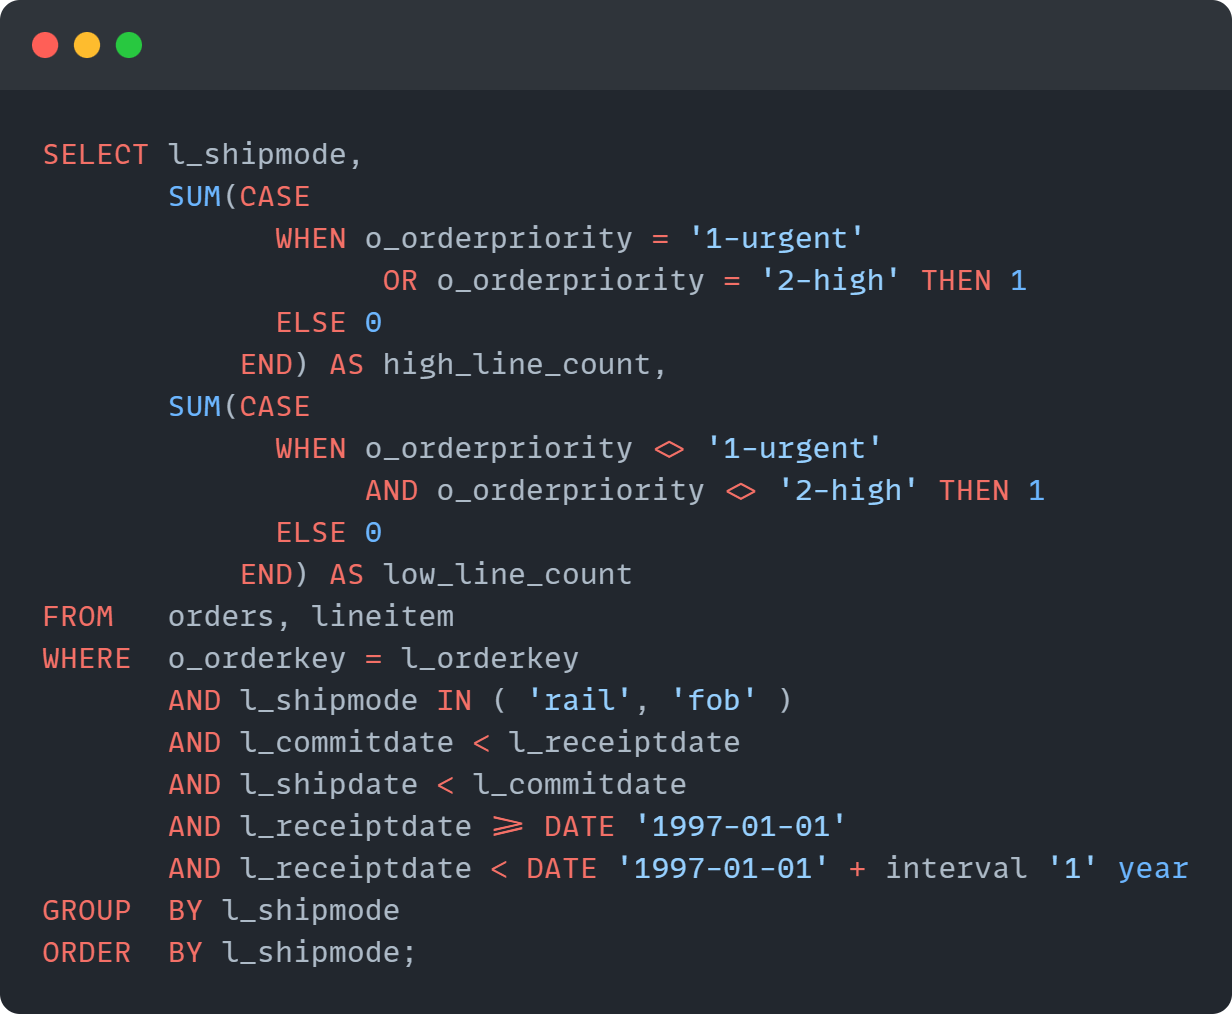 SELECT l_shipmode,
       SUM(CASE
             WHEN o_orderpriority = '1-urgent'
                   OR o_orderpriority = '2-high' THEN 1
             ELSE 0
           END) AS high_line_count,
       SUM(CASE
             WHEN o_orderpriority <> '1-urgent'
                  AND o_orderpriority <> '2-high' THEN 1
             ELSE 0
           END) AS low_line_count
FROM   orders, lineitem
WHERE  o_orderkey = l_orderkey
       AND l_shipmode IN ( 'rail', 'fob' )
       AND l_commitdate < l_receiptdate
       AND l_shipdate < l_commitdate
       AND l_receiptdate >= DATE '1997-01-01'
       AND l_receiptdate < DATE '1997-01-01' + interval '1' year
GROUP  BY l_shipmode
ORDER  BY l_shipmode;